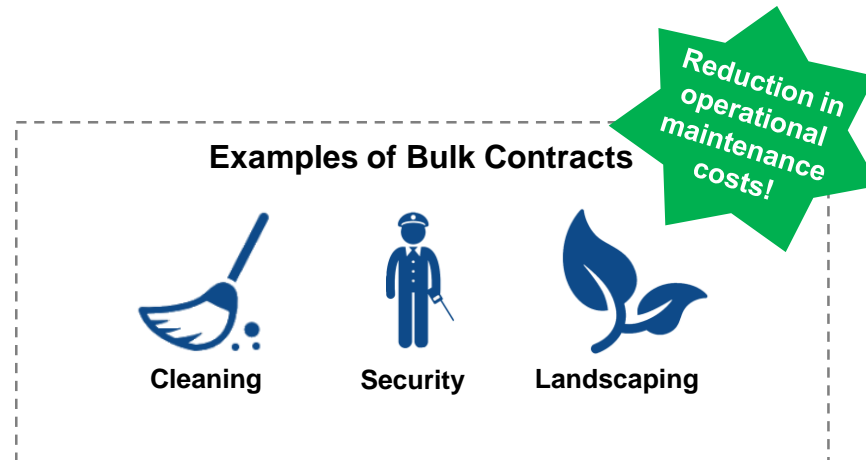 Reduction in
operational
maintenance
costs!
Examples of Bulk Contracts
Cleaning
Security
Landscaping